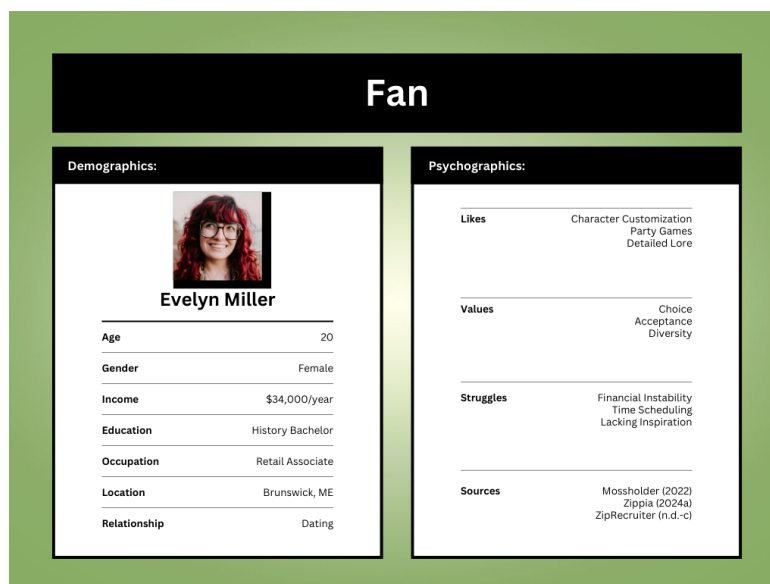 Fan
Demographics:
Evelyn Miller
Age 20
Gender Female
Income $34,000/year
Education History Bachelor
Occupation Retail Associate
Location Brunswick, ME
Relationship Dating
Psychographics:
Likes Character Customization
Party Games
Detailed Lore
Values Choice
Acceptance
Diversity
Struggles Financial Instability
Time Scheduling
Lacking Inspiration
Sources Mossholder (2022)
Zippia (2024a)
ZipRecruiter (n.d.-c)